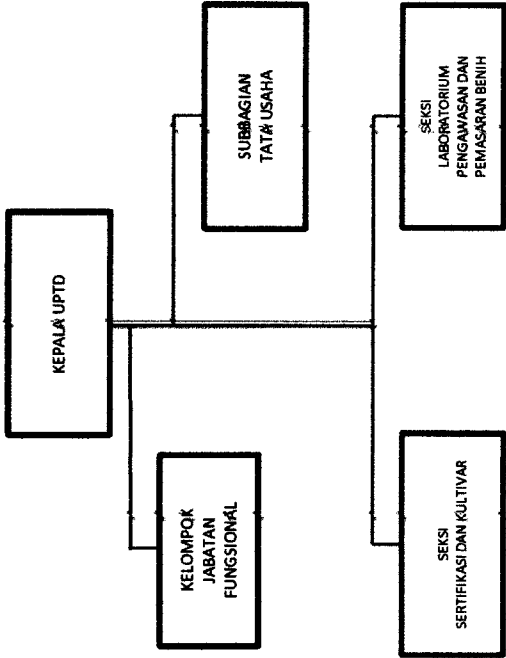 KEPALA UPTD
KELOMPOK
JABATAN
FUNGSIONAL
SUBBAGIAN
TATA USAHA
SEKSI
SERTIFIKASI DAN KULTIVAR
SEKSI
LABORATORIUM
PENGAWASAN DAN
PEMASARAN BENIH